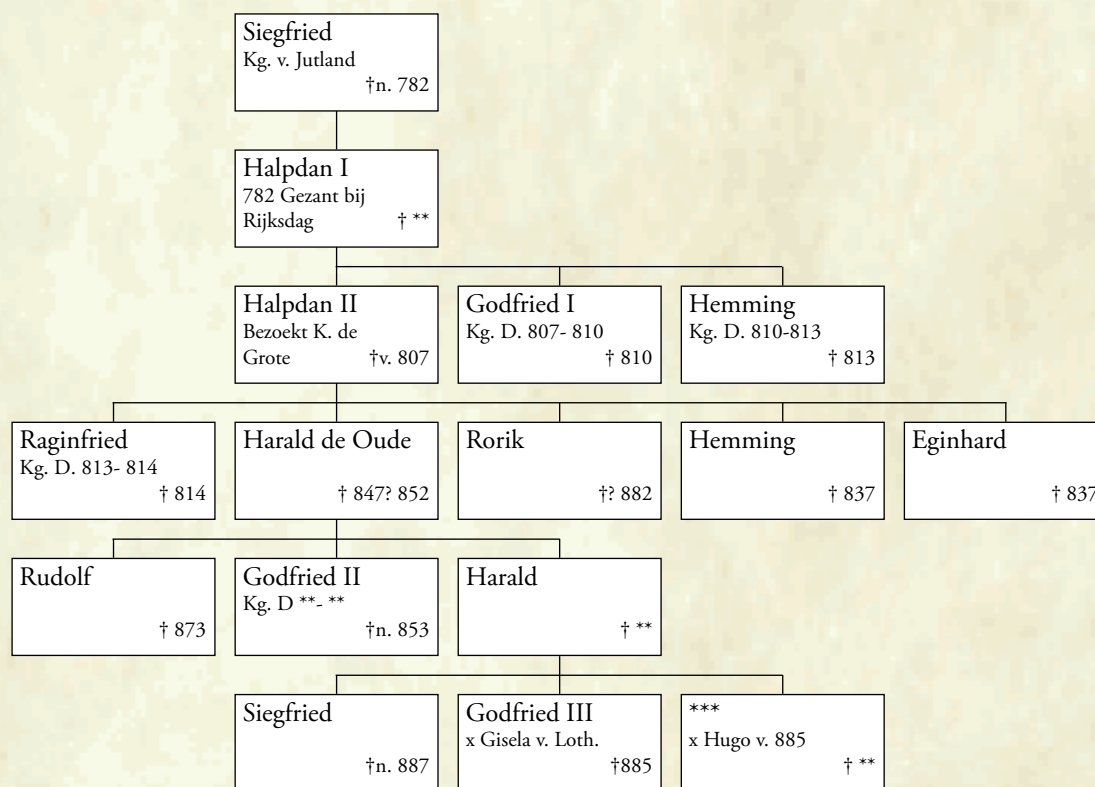 Siegfried
Kg. v. Jutland
†n. 782
Halpdan I
782 Gezant bij
Rijksdag † **
Halpdan II
Bezoekt K. de
Grote †v. 807
Godfried I
Kg. D. 807- 810
† 810
Hemming
Kg. D. 810-813
† 813
Raginfried
Kg. D. 813- 814
† 814
Harald de Oude
† 847? 852
Rorik
†? 882
Hemming
† 837
Eginhard
† 837
Rudolf
† 873
Godfried II
Kg. D **- **
†n. 853
Harald
† **
Siegfried
†n. 887
Godfried III
x Gisela v. Loth.
†885
***
x Hugo v. 885
† **